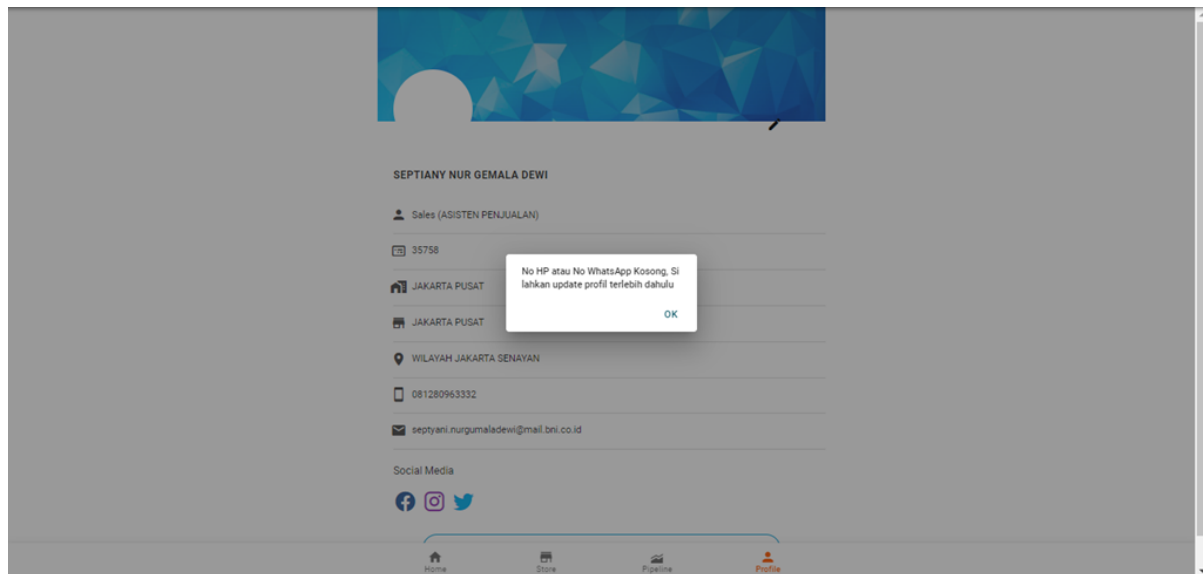 SEPTIANY NUR GEMALA DEWI
Sales (ASISTEN PENJUALAN)
35758
JAKARTA PUSAT
JAKARTA PUSAT
WILAYAH JAKARTA SENAYAN
081280963332
septyani.nurgumaladewi@mail.bni.co.id
Social Media
No HP atau No WhatsApp Kosong, Si
lahkan update profil terlebih dahulu
OK
Home
Store
Pipeline
Profile